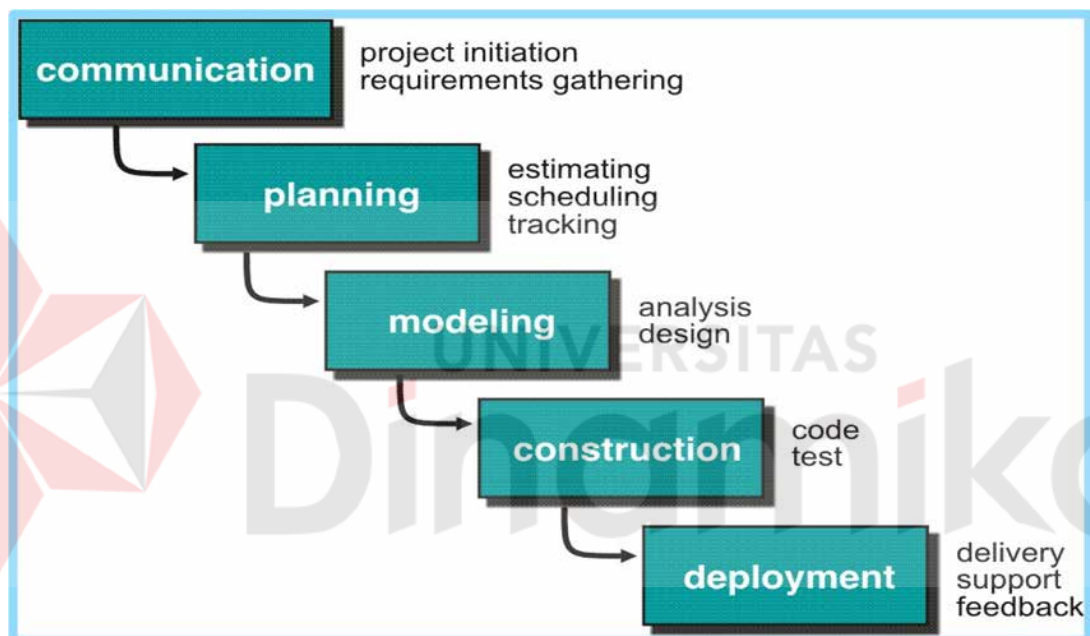 communication
project initiation
requirements gathering
planning
estimating
scheduling
tracking
modeling
analysis
design
UNIVERSITAS
Dinamika
construction
code
test
deployment
delivery
support
feedback